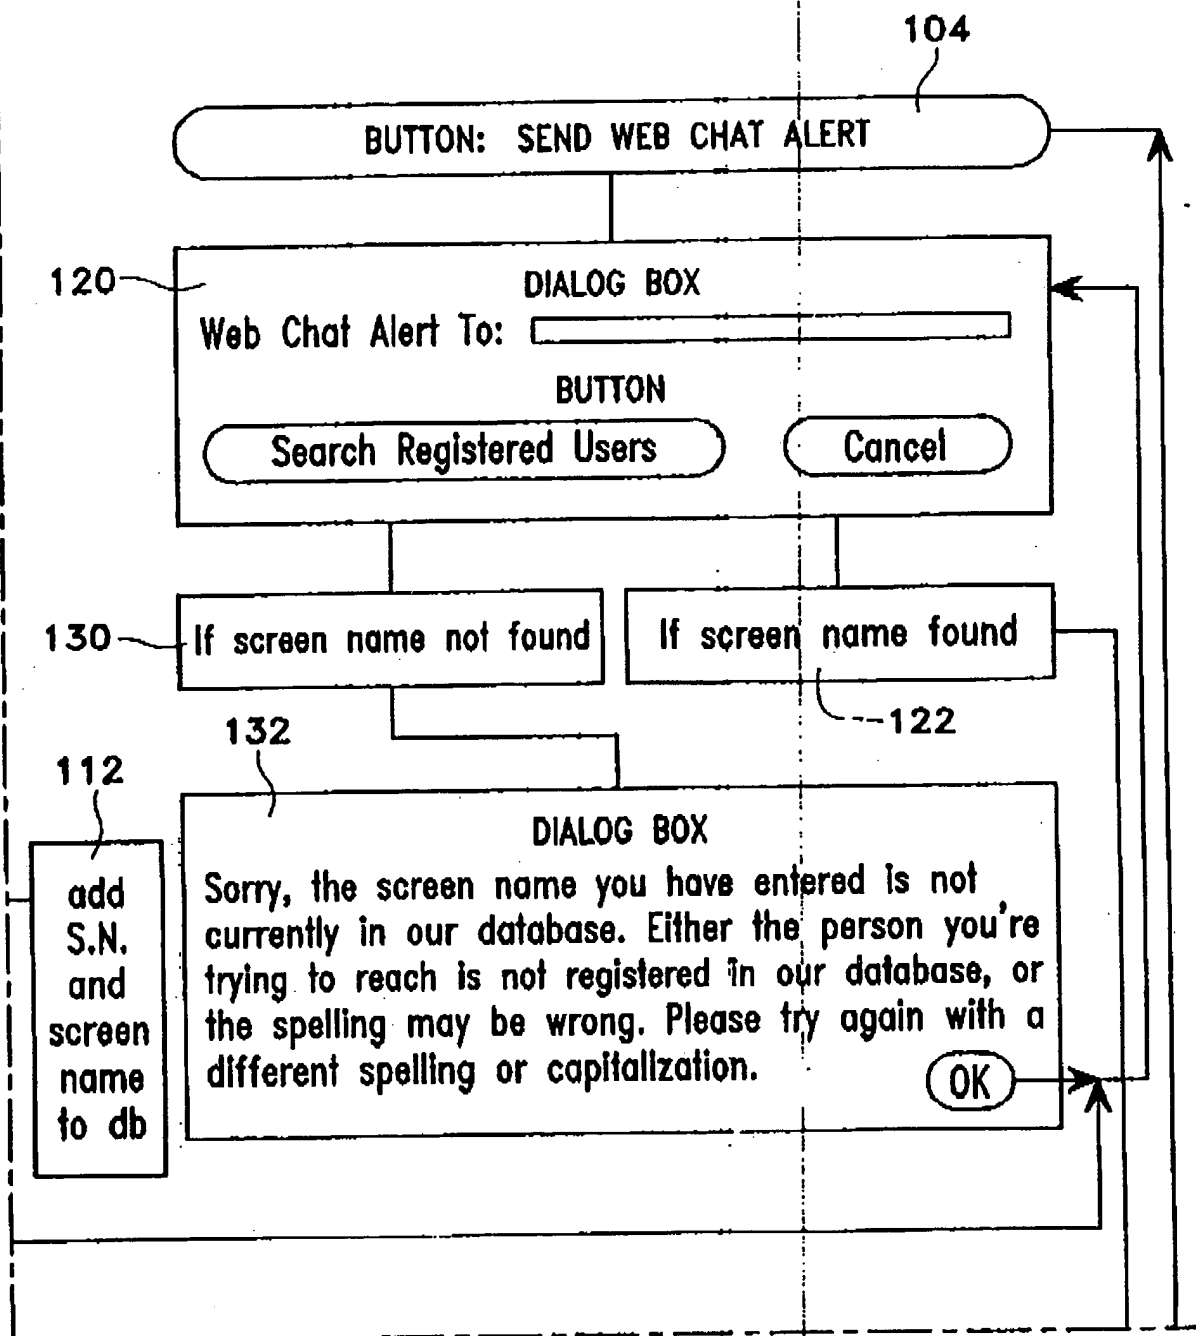 104
BUTTON: SEND WEB CHAT ALERT
120
DIALOG BOX
Web Chat Alert To:
BUTTON
Search Registered Users
Cancel
130
If screen name not found
If screen name found
122
132
112
DIALOG BOX
Sorry, the screen name you have entered is not
currently in our database. Either the person you're
trying to reach is not registered in our database, or
the spelling may be wrong. Please try again with a
different spelling or capitalization.
OK
add
S.N.
and
screen
name
to db